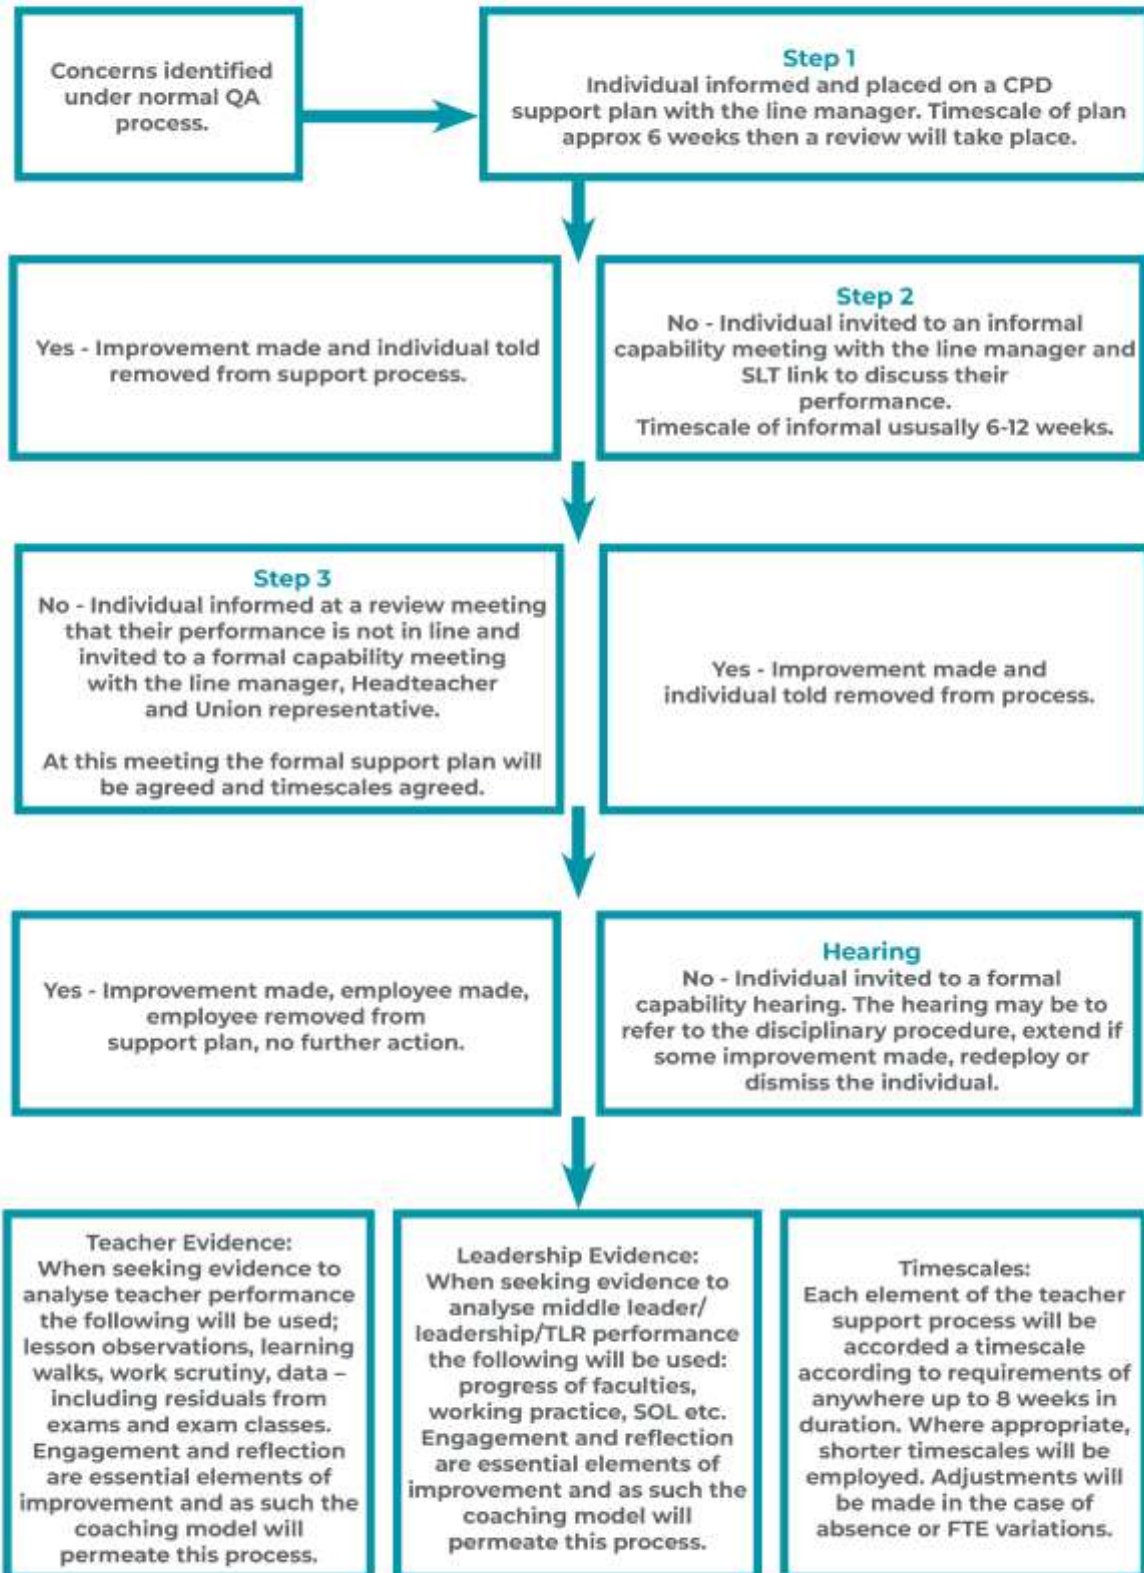 Concerns identified
under normal QA
process.
Step 1
Individual informed and placed on a CPD
support plan with the line manager. Timescale of plan
approx 6 weeks then a review will take place.
Yes - Improvement made and individual told
removed from support process.
Step 2
No - Individual invited to an informal
capability meeting with the line manager and
SLT link to discuss their
performance.
Timescale of informal ususally 6-12 weeks.
Step 3
No - Individual informed at a review meeting
that their performance is not in line and
invited to a formal capability meeting
with the line manager, Headteacher
and Union representative.
At this meeting the formal support plan will
be agreed and timescales agreed.
Yes - Improvement made and
individual told removed from process.
Yes - Improvement made, employee made,
employee removed from
support plan, no further action.
Hearing
No - Individual invited to a formal
capability hearing. The hearing may be to
refer to the disciplinary procedure, extend if
some improvement made, redeploy or
dismiss the individual.
Teacher Evidence:
When seeking evidence to
analyse teacher performance
the following will be used;
lesson observations, learning
walks, work scrutiny, data –
including residuals from
exams and exam classes.
Engagement and reflection
are essential elements of
improvement and as such the
coaching model will
permeate this process.
Leadership Evidence:
When seeking evidence to
analyse middle leader/
leadership/TLR performance
the following will be used:
progress of faculties,
working practice, SOL etc.
Engagement and reflection
are essential elements of
improvement and as such the
coaching model will
permeate this process.
Timescales:
Each element of the teacher
support process will be
accorded a timescale
according to requirements of
anywhere up to 8 weeks in
duration. Where appropriate,
shorter timescales will be
employed. Adjustments will
be made in the case of
absence or FTE variations.